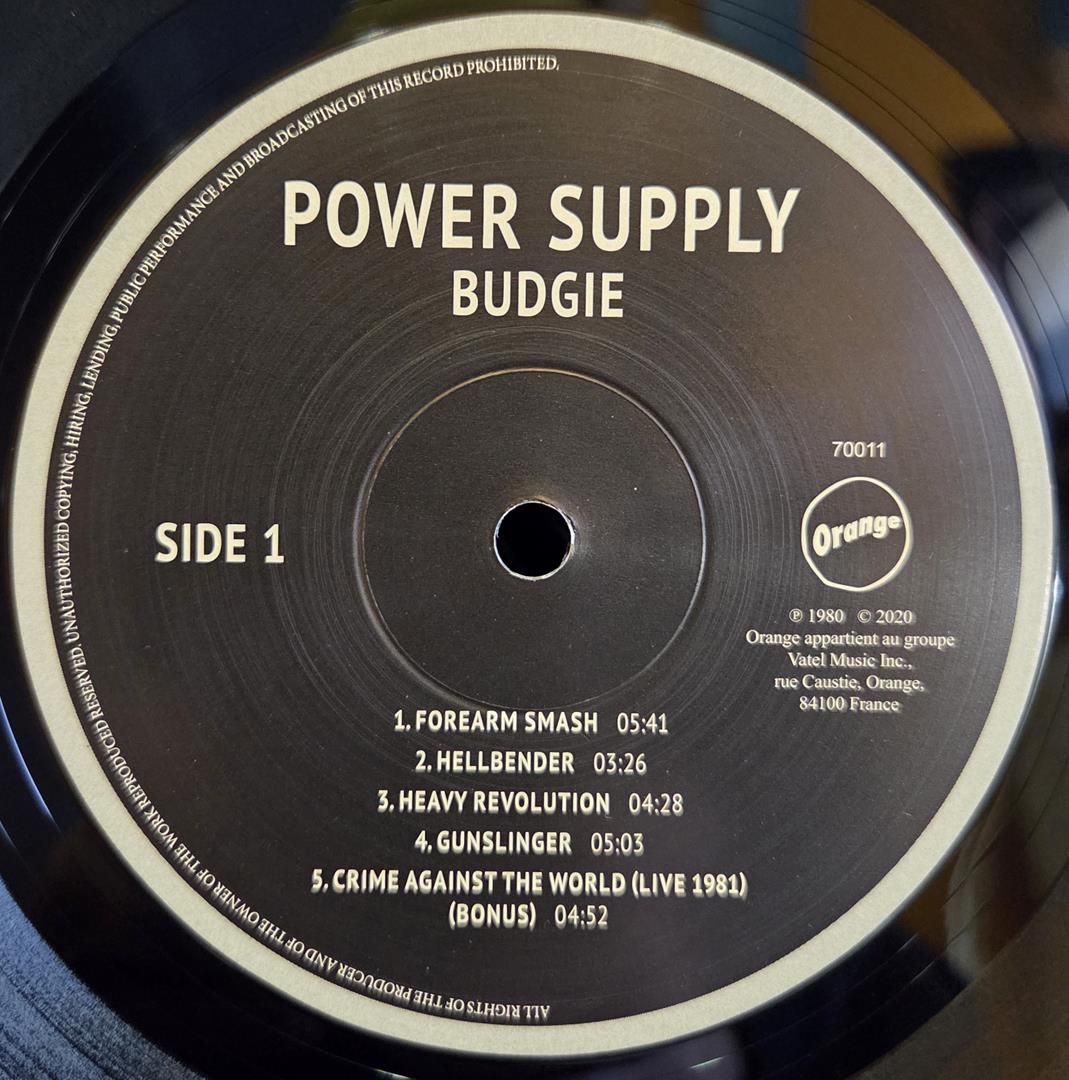 ALL RIGHTS OF THE PRODUCER AND OF THE OWNER OF THE WORK REPRODUCED RESERVED. UNAUTHORIZED COPYING, HIRING, LENDING, PUBLIC PERFORMANCE AND BROADCASTING OF THIS RECORD PROHIBITED.
POWER SUPPLY
BUDGIE
SIDE 1
70011
Orange
℗ 1980 © 2020
Orange appartient au groupe
Vatel Music Inc.,
rue Caustie, Orange,
84100 France
1. FOREARM SMASH 05:41
2. HELLBENDER 03:26
3. HEAVY REVOLUTION 04:28
4. GUNSLINGER 05:03
5. CRIME AGAINST THE WORLD (LIVE 1981)
(BONUS) 04:52